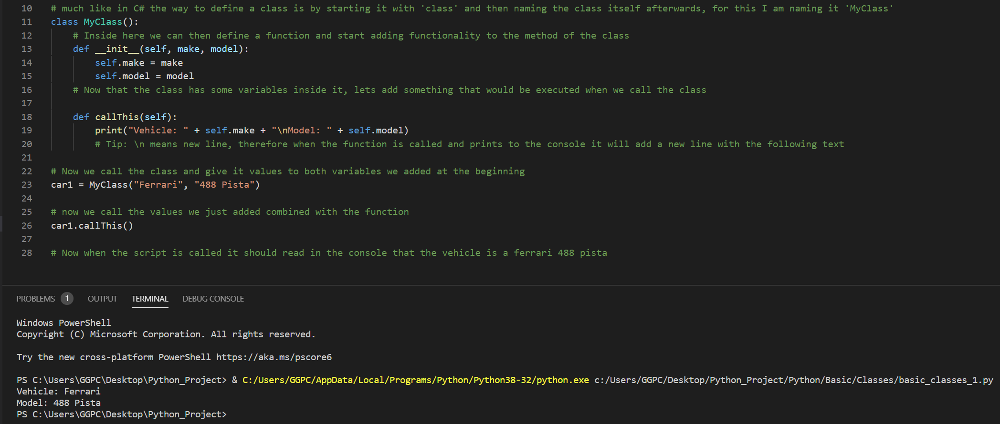 10 # much like in C# the way to define a class is by starting it with 'class' and then naming the class itself afterwards, for this I am naming it 'MyClass'
11 class MyClass():
12     # Inside here we can then define a function and start adding functionality to the method of the class
13     def __init__(self, make, model):
14         self.make = make
15         self.model = model
16     # Now that the class has some variables inside it, lets add something that would be executed when we call the class
17
18     def callThis(self):
19         print("Vehicle: " + self.make + "\nModel: " + self.model)
20         # Tip: \n means new line, therefore when the function is called and prints to the console it will add a new line with the following text
21
22 # Now we call the class and give it values to both variables we added at the beginning
23 car1 = MyClass("Ferrari", "488 Pista")
24
25 # now we call the values we just added combined with the function
26 car1.callThis()
27
28 # Now when the script is called it should read in the console that the vehicle is a ferrari 488 pista
PROBLEMS 1 OUTPUT TERMINAL DEBUG CONSOLE
Windows PowerShell
Copyright (C) Microsoft Corporation. All rights reserved.
Try the new cross-platform PowerShell https://aka.ms/pscore6
PS C:\Users\GGPC\Desktop\Python_Project> & C:/Users/GGPC/AppData/Local/Programs/Python/Python38-32/python.exe c:/Users/GGPC/Desktop/Python_Project/Python/Basic/Classes/basic_classes_1.py
Vehicle: Ferrari
Model: 488 Pista
PS C:\Users\GGPC\Desktop\Python_Project>